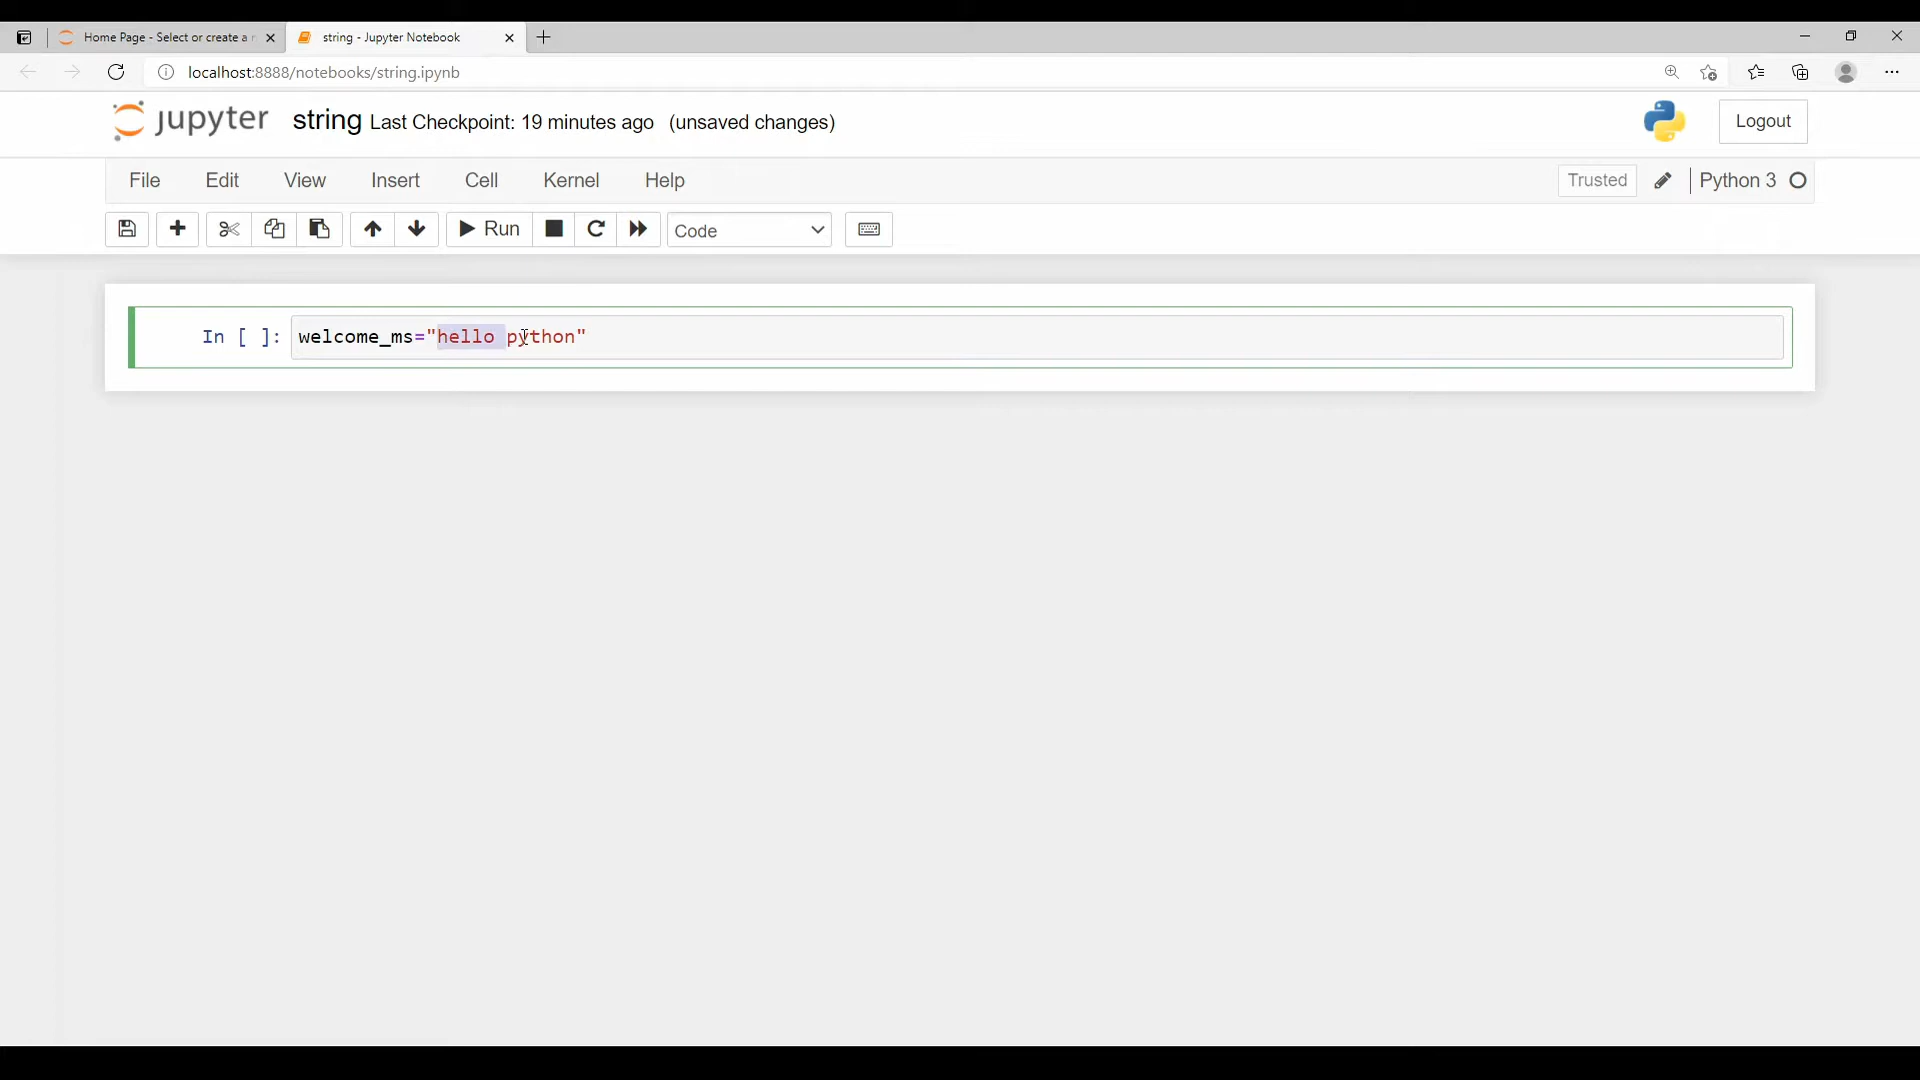 Home Page - Select or create a
string - Jupyter Notebook
localhost:8888/notebooks/string.ipynb
jupyter string Last Checkpoint: 19 minutes ago (unsaved changes)
Logout
File Edit View Insert Cell Kernel Help
Trusted Python 3
Run Code
In [ ]: welcome_ms="hello python"